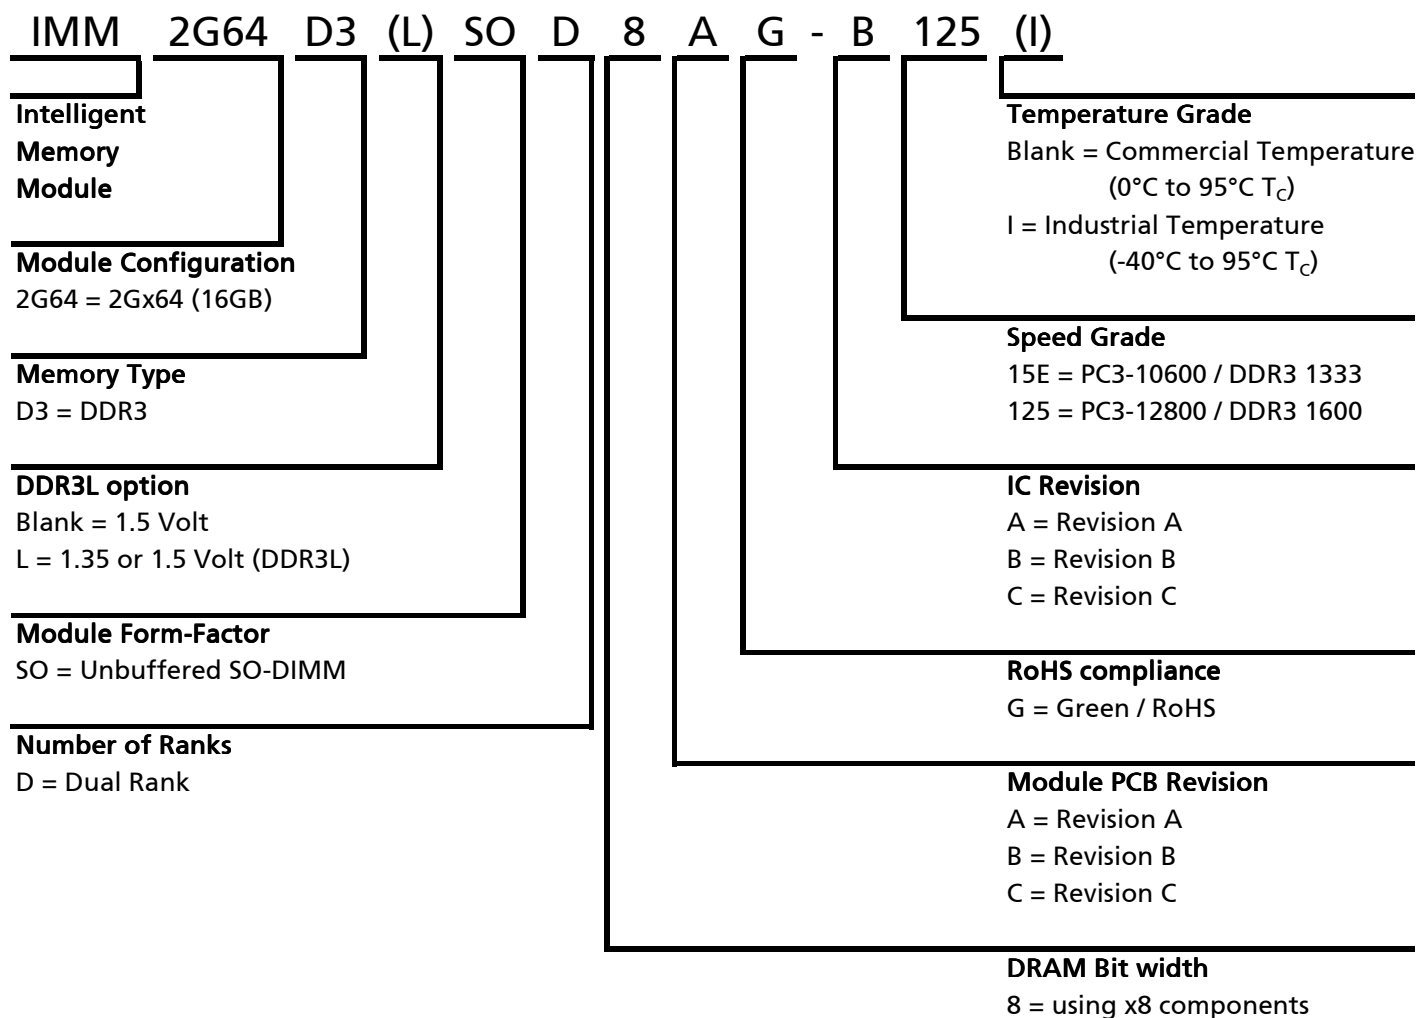 IMM 2G64 D3 (L) SO D 8 A G - B 125 (I)
Intelligent
Memory
Module
Module Configuration
2G64 = 2Gx64 (16GB)
Memory Type
D3 = DDR3
DDR3L option
Blank = 1.5 Volt
L = 1.35 or 1.5 Volt (DDR3L)
Module Form-Factor
SO = Unbuffered SO-DIMM
Number of Ranks
D = Dual Rank
Temperature Grade
Blank = Commercial Temperature
(0°C to 95°C TC)
I = Industrial Temperature
(-40°C to 95°C TC)
Speed Grade
15E = PC3-10600 / DDR3 1333
125 = PC3-12800 / DDR3 1600
IC Revision
A = Revision A
B = Revision B
C = Revision C
RoHS compliance
G = Green / RoHS
Module PCB Revision
A = Revision A
B = Revision B
C = Revision C
DRAM Bit width
8 = using x8 components